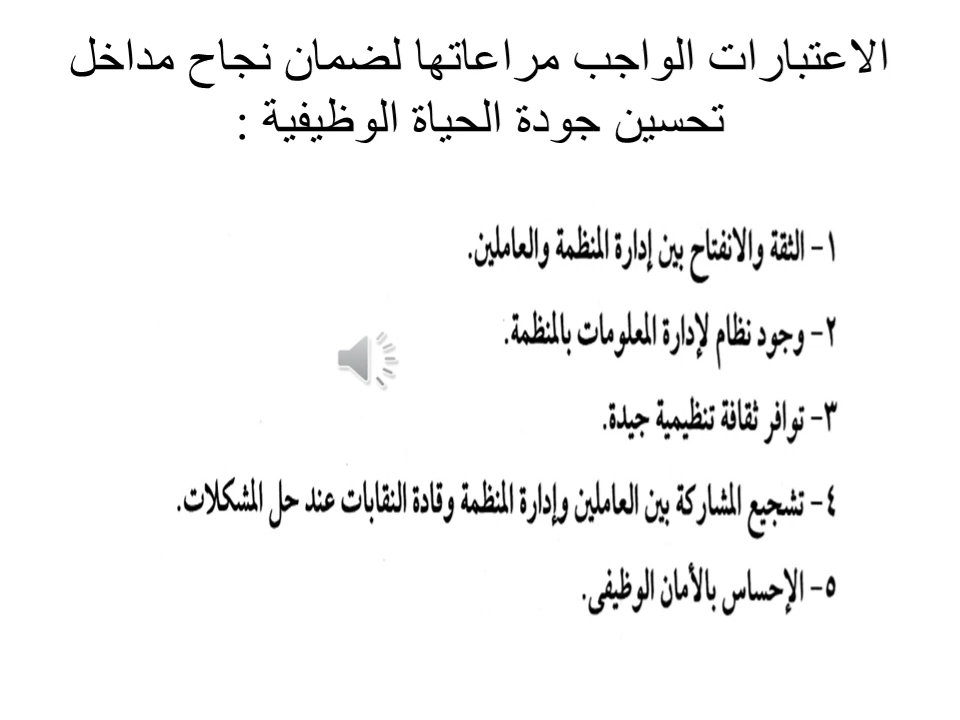 الاعتبارات الواجب مراعاتها لضمان نجاح مداخل
تحسين جودة الحياة الوظيفية :
١- الثقة والانفتاح بين إدارة المنظمة والعاملين.
٢- وجود نظام لإدارة المعلومات بالمنظمة.
٣- توافر ثقافة تنظيمية جيدة.
٤- تشجيع المشاركة بين العاملين وإدارة المنظمة وقادة النقابات عند حل المشكلات.
٥- الإحساس بالأمان الوظيفى.